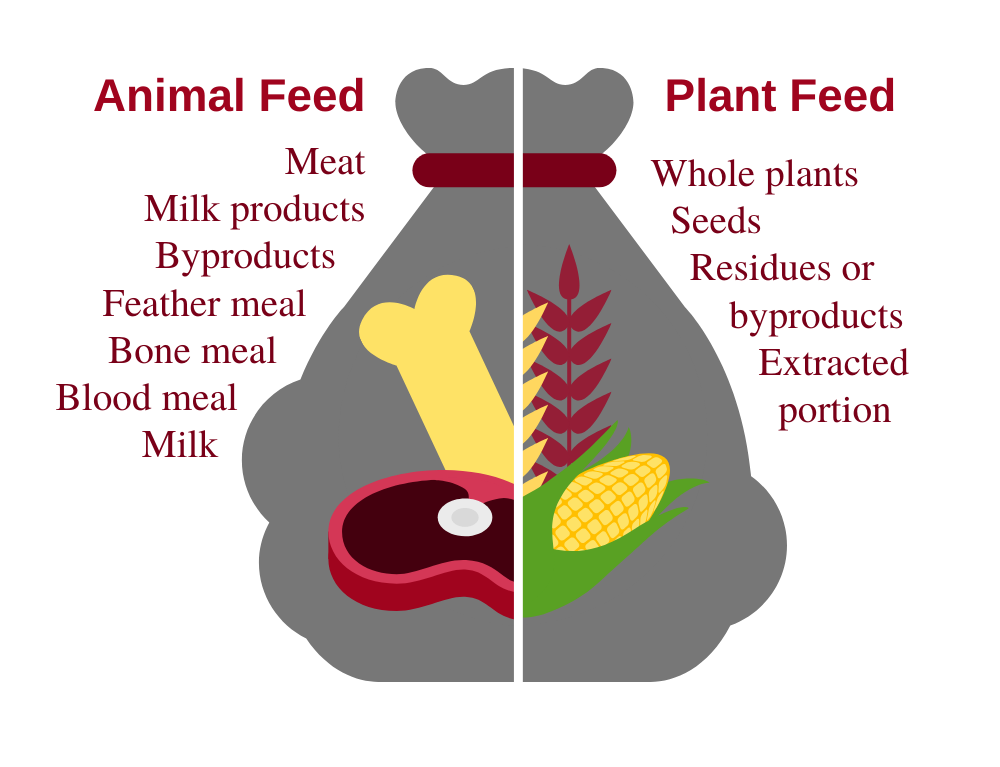 Animal Feed
Meat
Milk products
Byproducts
Feather meal
Bone meal
Blood meal
Milk
Plant Feed
Whole plants
Seeds
Residues or
byproducts
Extracted
portion